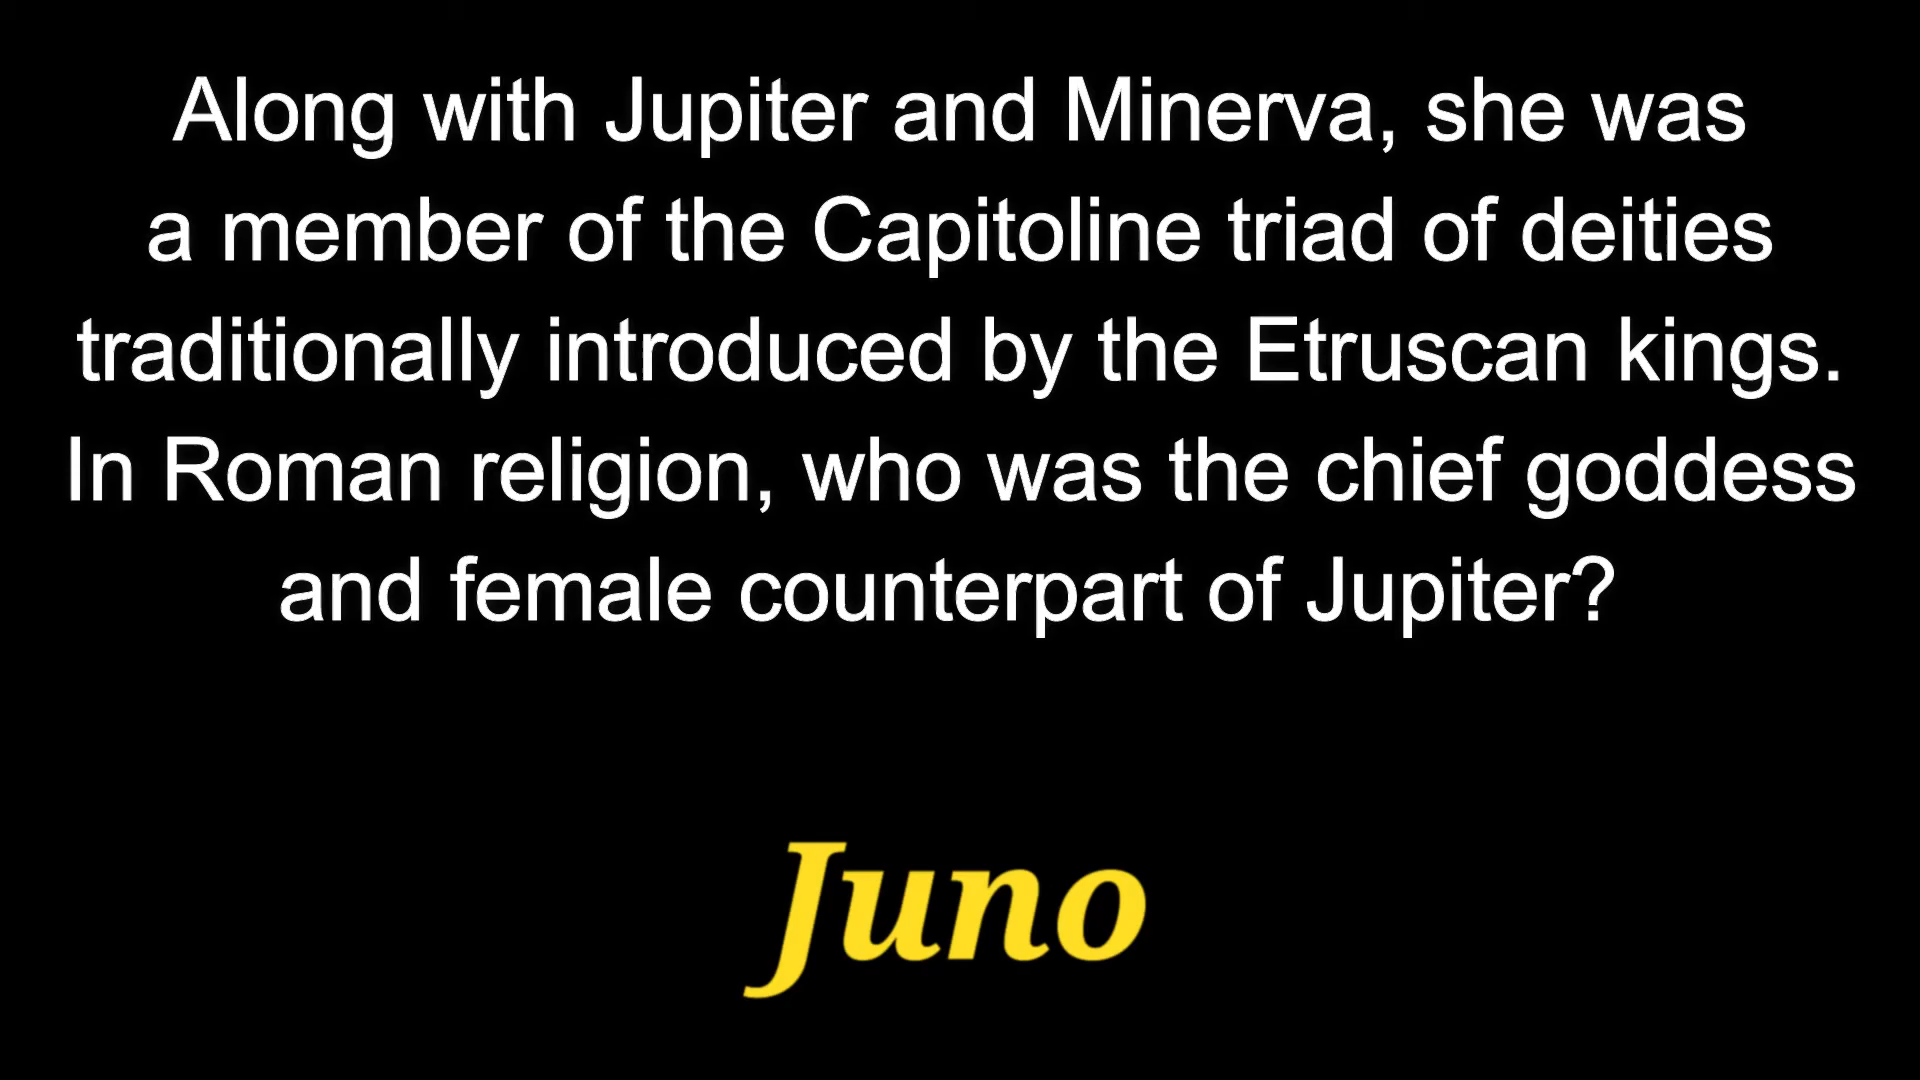 Along with Jupiter and Minerva, she was
a member of the Capitoline triad of deities
traditionally introduced by the Etruscan kings.
In Roman religion, who was the chief goddess
and female counterpart of Jupiter?
Juno